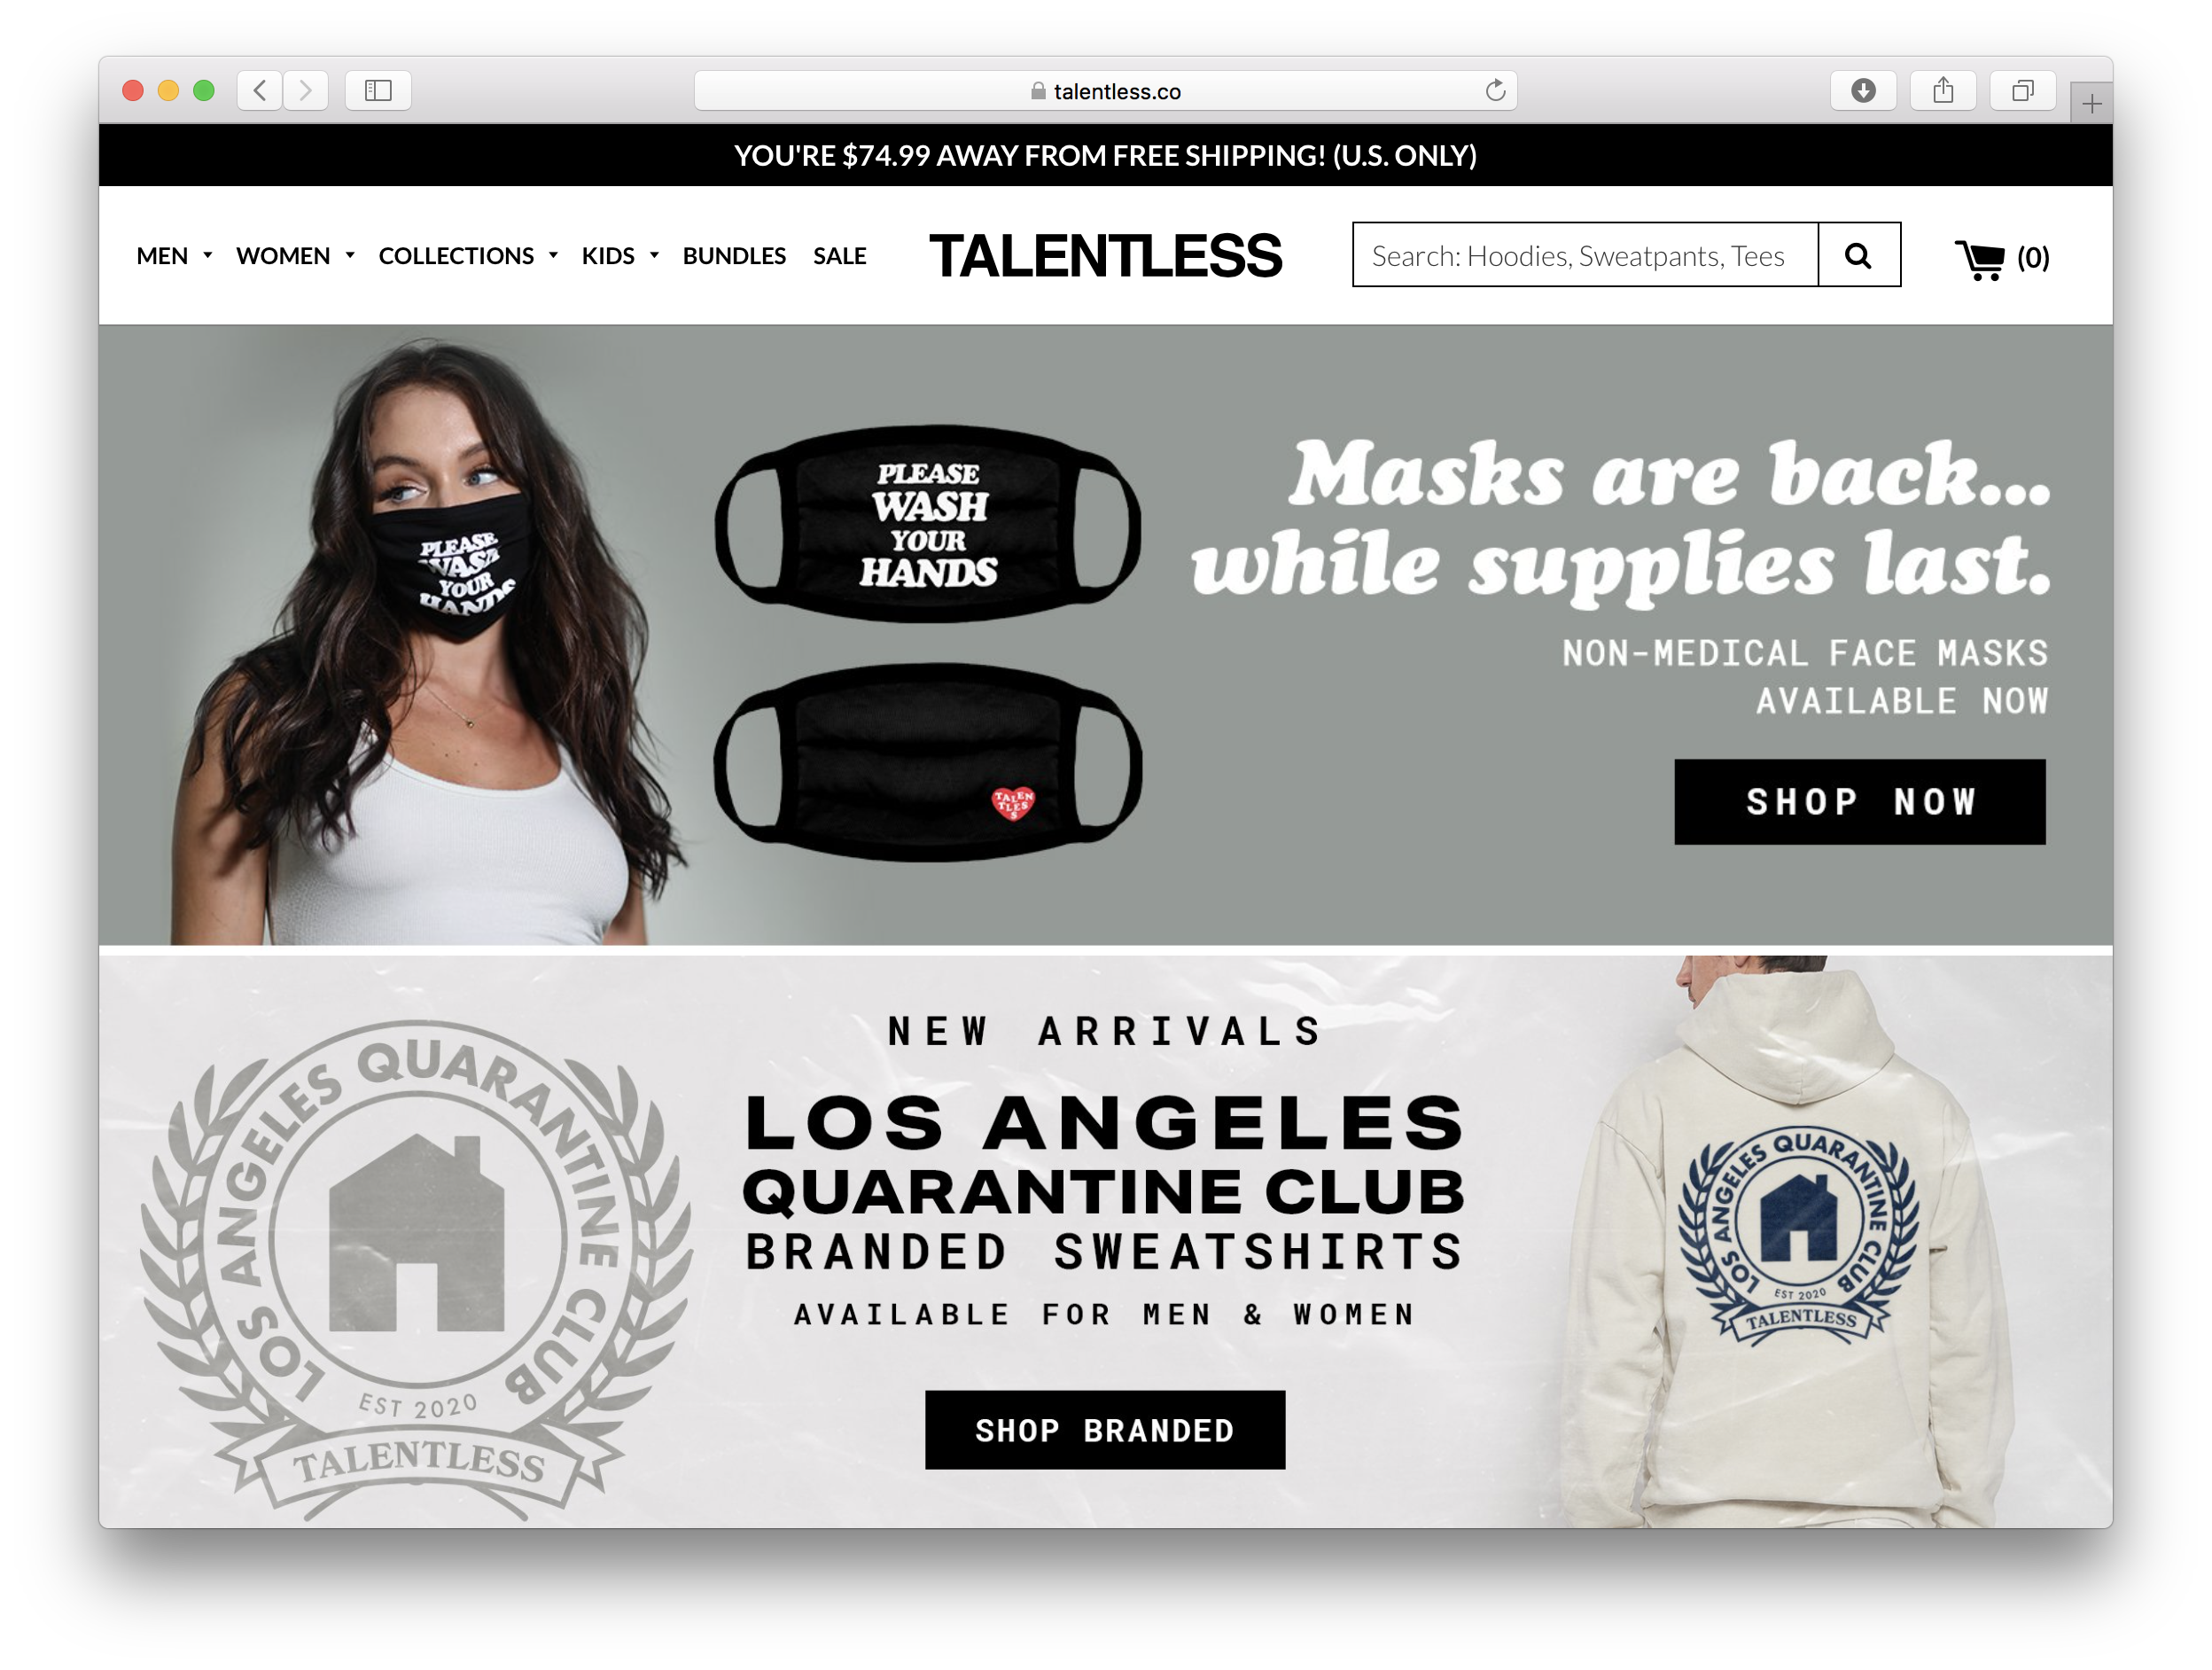 talentless.co
YOU'RE $74.99 AWAY FROM FREE SHIPPING! (U.S. ONLY)
MEN WOMEN COLLECTIONS KIDS BUNDLES SALE
TALENTLESS
Search: Hoodies, Sweatpants, Tees
(0)
PLEASE
WASH
YOUR
HANDS
PLEASE
WASH
YOUR
HANDS
TALEN
TLES
S
Masks are back...
while supplies last.
NON-MEDICAL FACE MASKS
AVAILABLE NOW
SHOP NOW
LOS ANGELES QUARANTINE CLUB
EST 2020
TALENTLESS
NEW ARRIVALS
LOS ANGELES
QUARANTINE CLUB
BRANDED SWEATSHIRTS
AVAILABLE FOR MEN & WOMEN
SHOP BRANDED
LOS ANGELES QUARANTINE CLUB
EST 2020
TALENTLESS